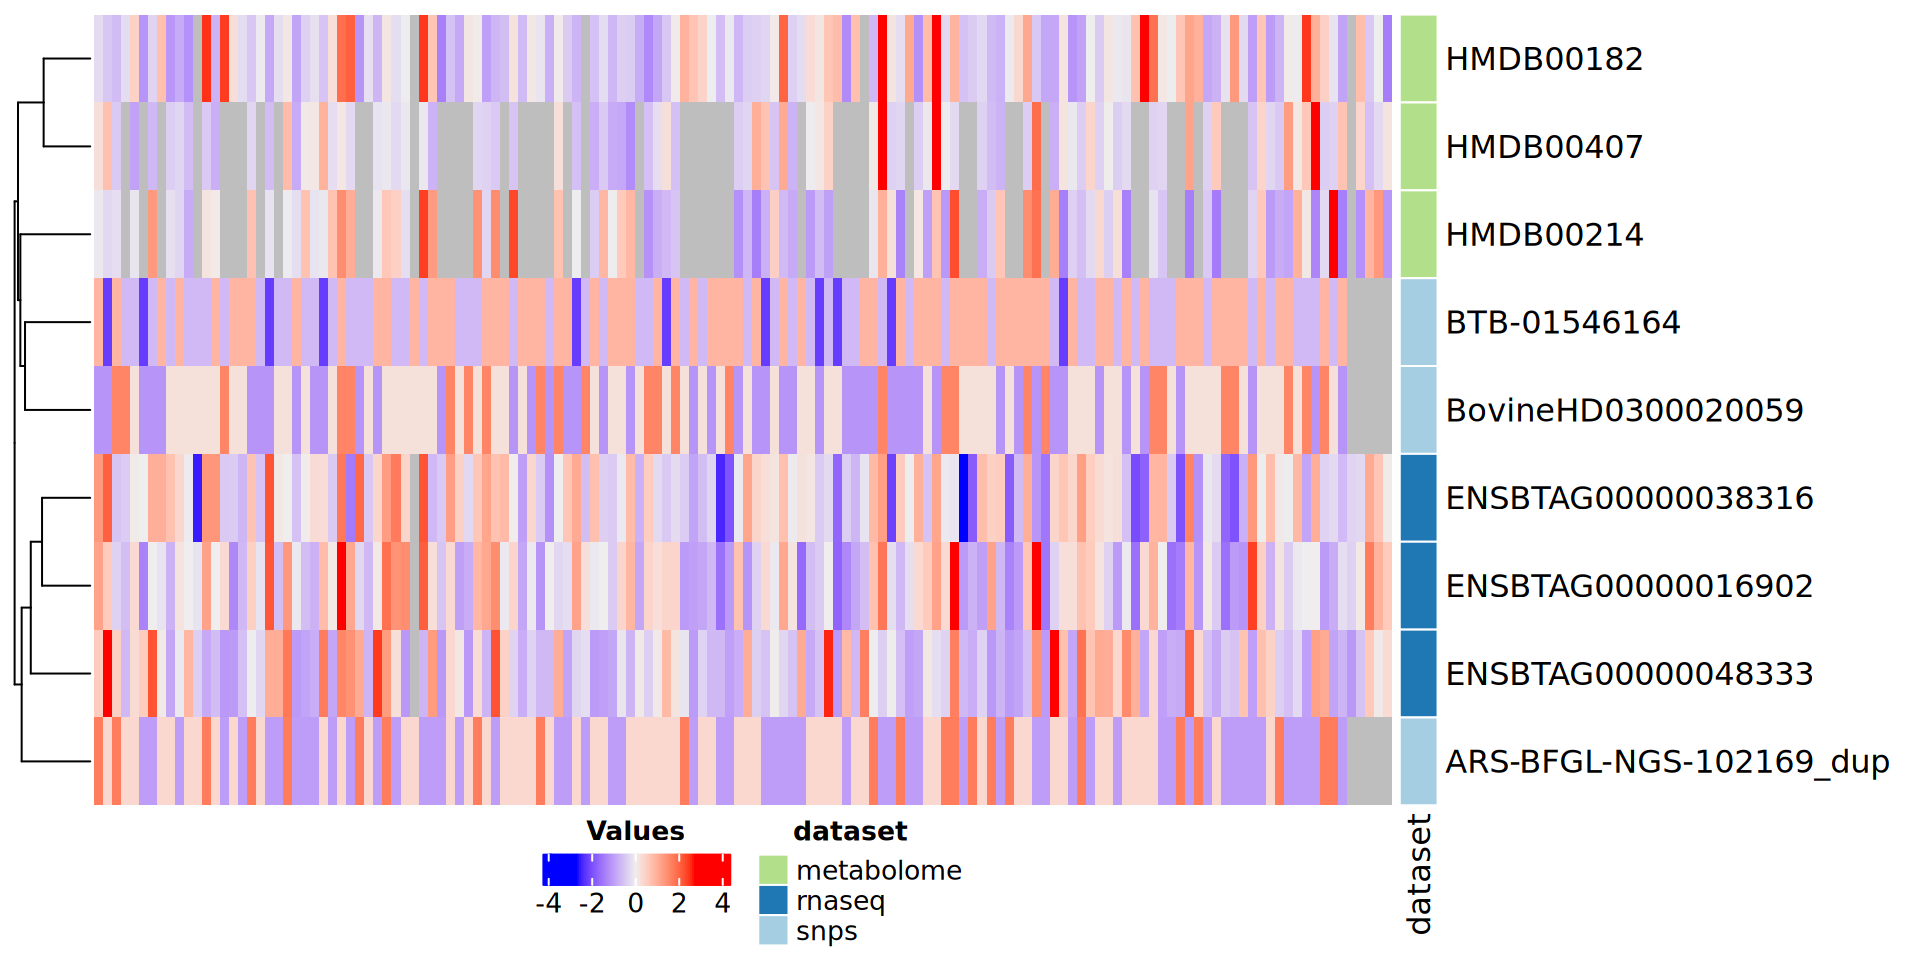 HMDB00182
HMDB00407
HMDB00214
BTB-01546164
BovineHD0300020059
ENSBTAG00000038316
ENSBTAG00000016902
ENSBTAG00000048333
ARS-BFGL-NGS-102169_dup
dataset
Values
-4 -2 0 2 4
dataset
metabolome
rnaseq
snps